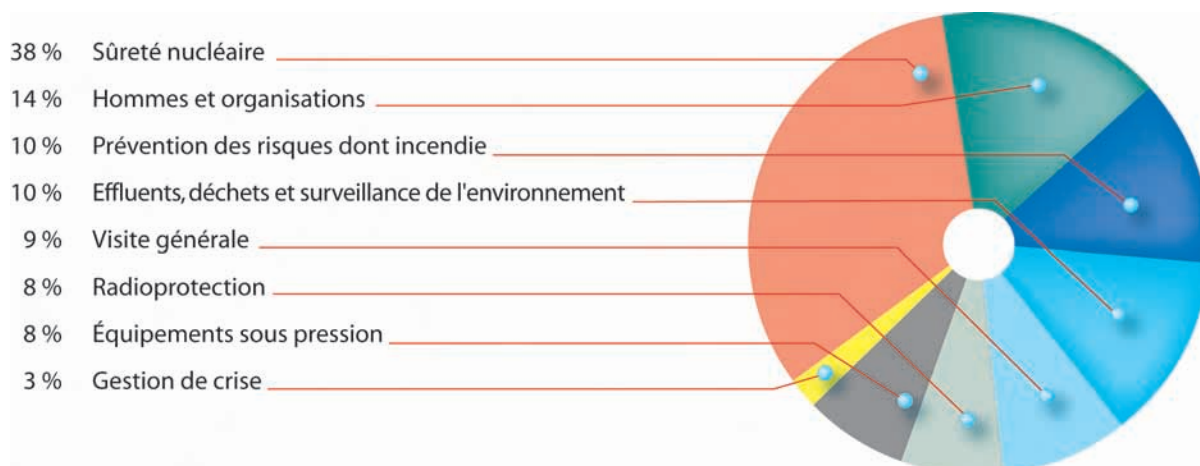 38 % Sûreté nucléaire
14 % Hommes et organisations
10 % Prévention des risques dont incendie
10 % Effluents, déchets et surveillance de l'environnement
9 % Visite générale
8 % Radioprotection
8 % Équipements sous pression
3 % Gestion de crise